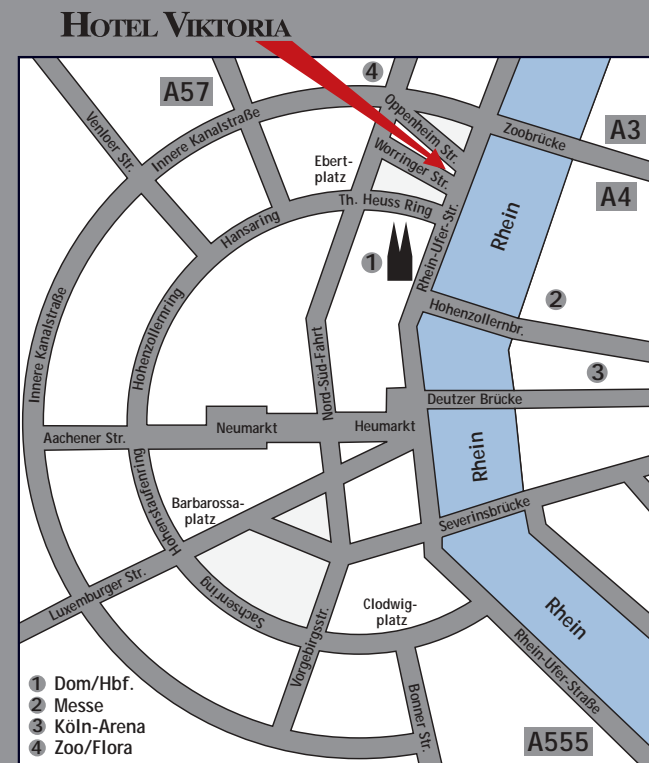 HOTEL VIKTORIA
4
A57
Venloer Str.
Innere Kanalstraße
Oppenheim Str.
Zoobrücke
A3
Worringer Str.
Ebert-
platz
A4
Th. Heuss Ring
Hansaring
Rhein-Ufer-Str.
Rhein
1
2
Hohenzollernbr.
Innere Kanalstraße
Hohenzollernring
Nord-Süd-Fahrt
3
Deutzer Brücke
Neumarkt
Heumarkt
Aachener Str.
Rhein
Hohenstaufenring
Barbarossa-
platz
Severinsbrücke
Luxemburger Str.
Sachsenring
Clodwig-
platz
Rhein
Vorgebirgsstr.
Rhein-Ufer-Straße
Bonner Str.
1 Dom/Hbf.
2 Messe
3 Köln-Arena
4 Zoo/Flora
A555